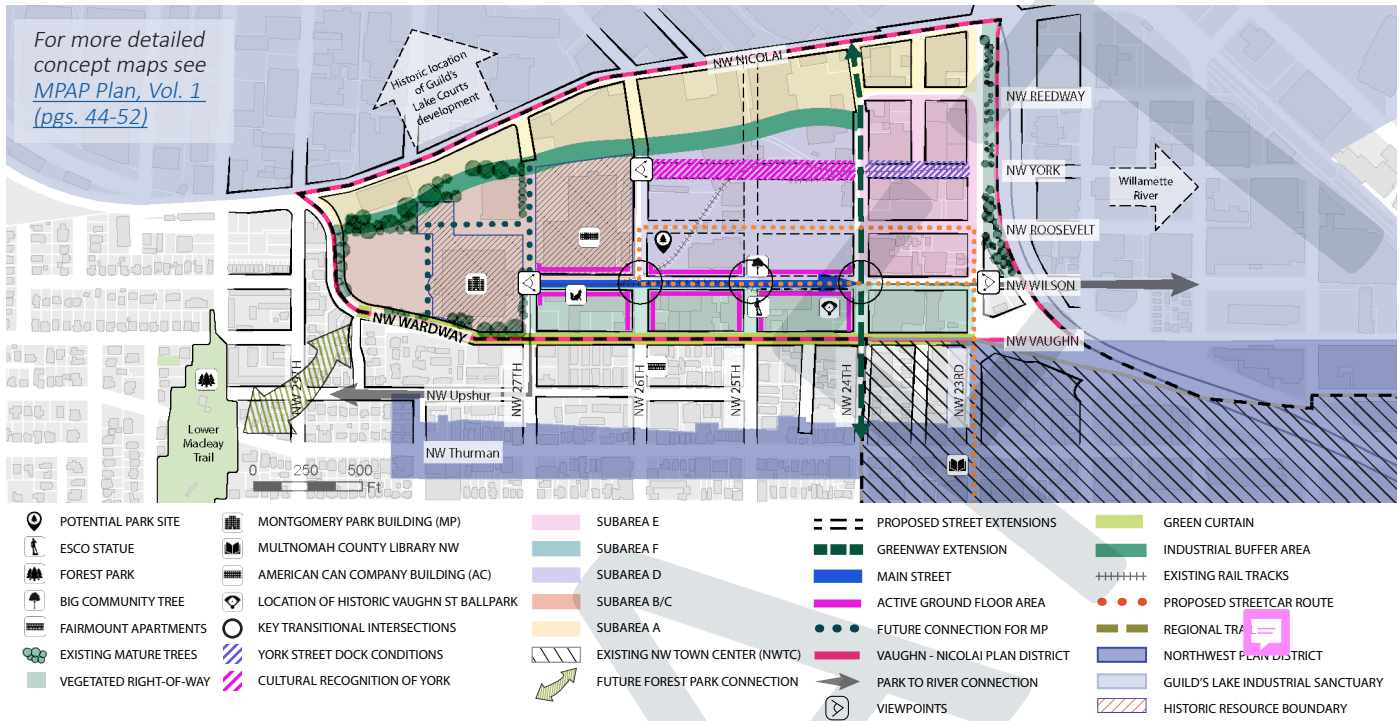 For more detailed
concept maps see
MPAP Plan, Vol. 1
(pgs. 44-52)
Historic location
of Guild's
Lake Courts
development
NW NICOLAI
NW REEDWAY
NW YORK
Willamette
River
NW ROOSEVELT
NW WILSON
NW WARDWAY
NW VAUGHN
NW 29TH
NW 27TH
NW 26TH
NW 25TH
NW 24TH
NW 23RD
NW Upshur
Lower
Macleay
Trail
NW Thurman
0 250 500
Ft
POTENTIAL PARK SITE
ESCO STATUE
FOREST PARK
BIG COMMUNITY TREE
FAIRMOUNT APARTMENTS
EXISTING MATURE TREES
VEGETATED RIGHT-OF-WAY
MONTGOMERY PARK BUILDING (MP)
MULTNOMAH COUNTY LIBRARY NW
AMERICAN CAN COMPANY BUILDING (AC)
LOCATION OF HISTORIC VAUGHN ST BALLPARK
KEY TRANSITIONAL INTERSECTIONS
YORK STREET DOCK CONDITIONS
CULTURAL RECOGNITION OF YORK
SUBAREA E
SUBAREA F
SUBAREA D
SUBAREA B/C
SUBAREA A
EXISTING NW TOWN CENTER (NWTC)
FUTURE FOREST PARK CONNECTION
PROPOSED STREET EXTENSIONS
GREENWAY EXTENSION
MAIN STREET
ACTIVE GROUND FLOOR AREA
FUTURE CONNECTION FOR MP
VAUGHN - NICOLAI PLAN DISTRICT
PARK TO RIVER CONNECTION
VIEWPOINTS
GREEN CURTAIN
INDUSTRIAL BUFFER AREA
EXISTING RAIL TRACKS
PROPOSED STREETCAR ROUTE
REGIONAL
NORTHWEST PLAN DISTRICT
GUILD'S LAKE INDUSTRIAL SANCTUARY
HISTORIC RESOURCE BOUNDARY